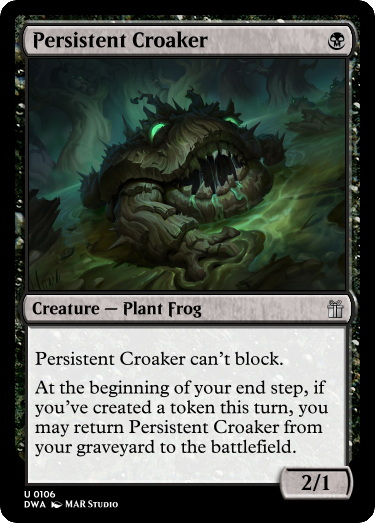 Persistent Croaker
Creature — Plant Frog
Persistent Croaker can't block.
At the beginning of your end step, if
you've created a token this turn, you
may return Persistent Croaker from
your graveyard to the battlefield.
2/1
U 0106
DWA MAR Studio